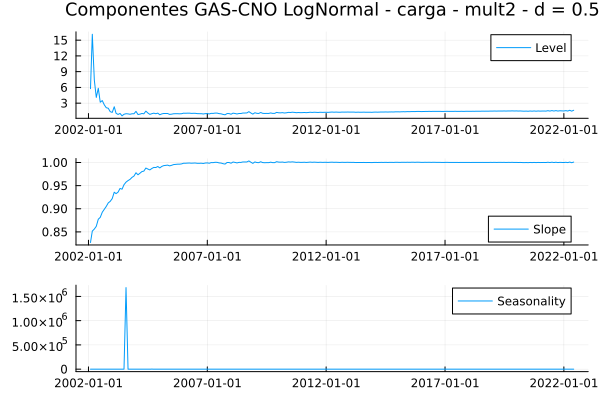 Componentes GAS-CNO LogNormal - carga - mult2 - d = 0.5
15
12
9
6
3
Level
2002-01-01 2007-01-01 2012-01-01 2017-01-01 2022-01-01
1.00
0.95
0.90
0.85
Slope
2002-01-01 2007-01-01 2012-01-01 2017-01-01 2022-01-01
1.50×10⁶
1.00×10⁶
5.00×10⁵
0
Seasonality
2002-01-01 2007-01-01 2012-01-01 2017-01-01 2022-01-01